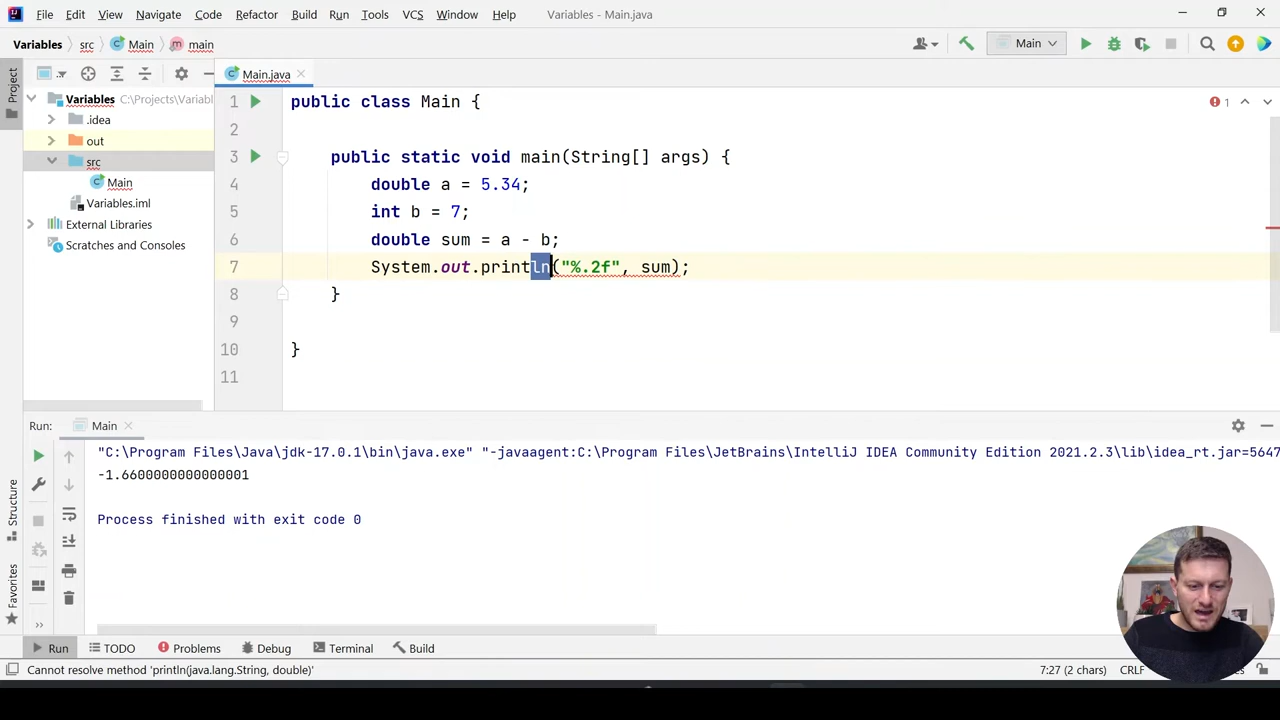 File Edit View Navigate Code Refactor Build Run Tools VCS Window Help Variables - Main.java
Variables src Main main Main
Project
Main.java
Variables C:\Projects\Variabl
.idea
out
src
Main
Variables.iml
External Libraries
Scratches and Consoles
1 public class Main {
2
3 public static void main(String[] args) {
4 double a = 5.34;
5 int b = 7;
6 double sum = a - b;
7 System.out.println("%.2f", sum);
8 }
9
10 }
11
1
Run: Main
"C:\Program Files\Java\jdk-17.0.1\bin\java.exe" "-javaagent:C:\Program Files\JetBrains\IntelliJ IDEA Community Edition 2021.2.3\lib\idea_rt.jar=5647
-1.6600000000000001
Process finished with exit code 0
Structure
Favorites
Run TODO Problems Debug Terminal Build
Cannot resolve method 'println(java.lang.String, double)' 7:27 (2 chars) CRLF